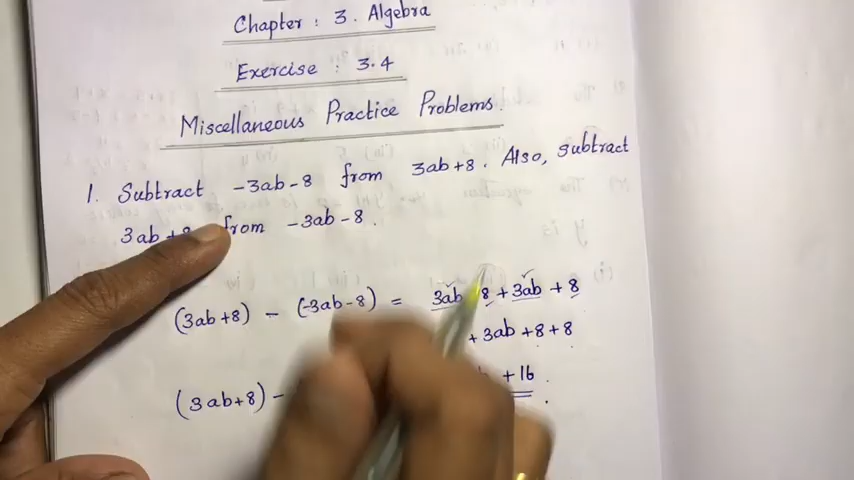 Chapter : 3. Algebra
Exercise : 3.4
Miscellaneous Practice Problems.
1. Subtract -3ab-8 from 3ab+8. Also, subtract
3ab+8 from -3ab-8.
(3ab+8) - (-3ab-8) = 3ab 8 + 3ab + 8
+ 3ab + 8 + 8
(3ab+8) - + 16